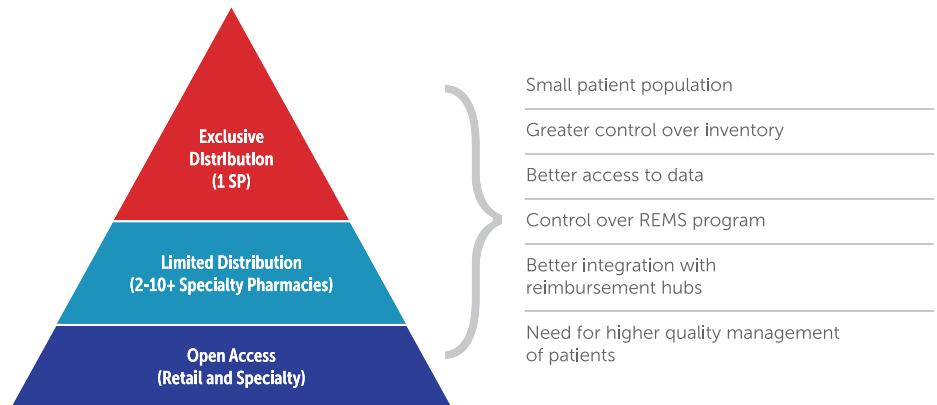 Exclusive
Distribution
(1 SP)
Limited Distribution
(2-10+ Specialty Pharmacies)
Open Access
(Retail and Specialty)
Small patient population
Greater control over inventory
Better access to data
Control over REMS program
Better integration with
reimbursement hubs
Need for higher quality management
of patients